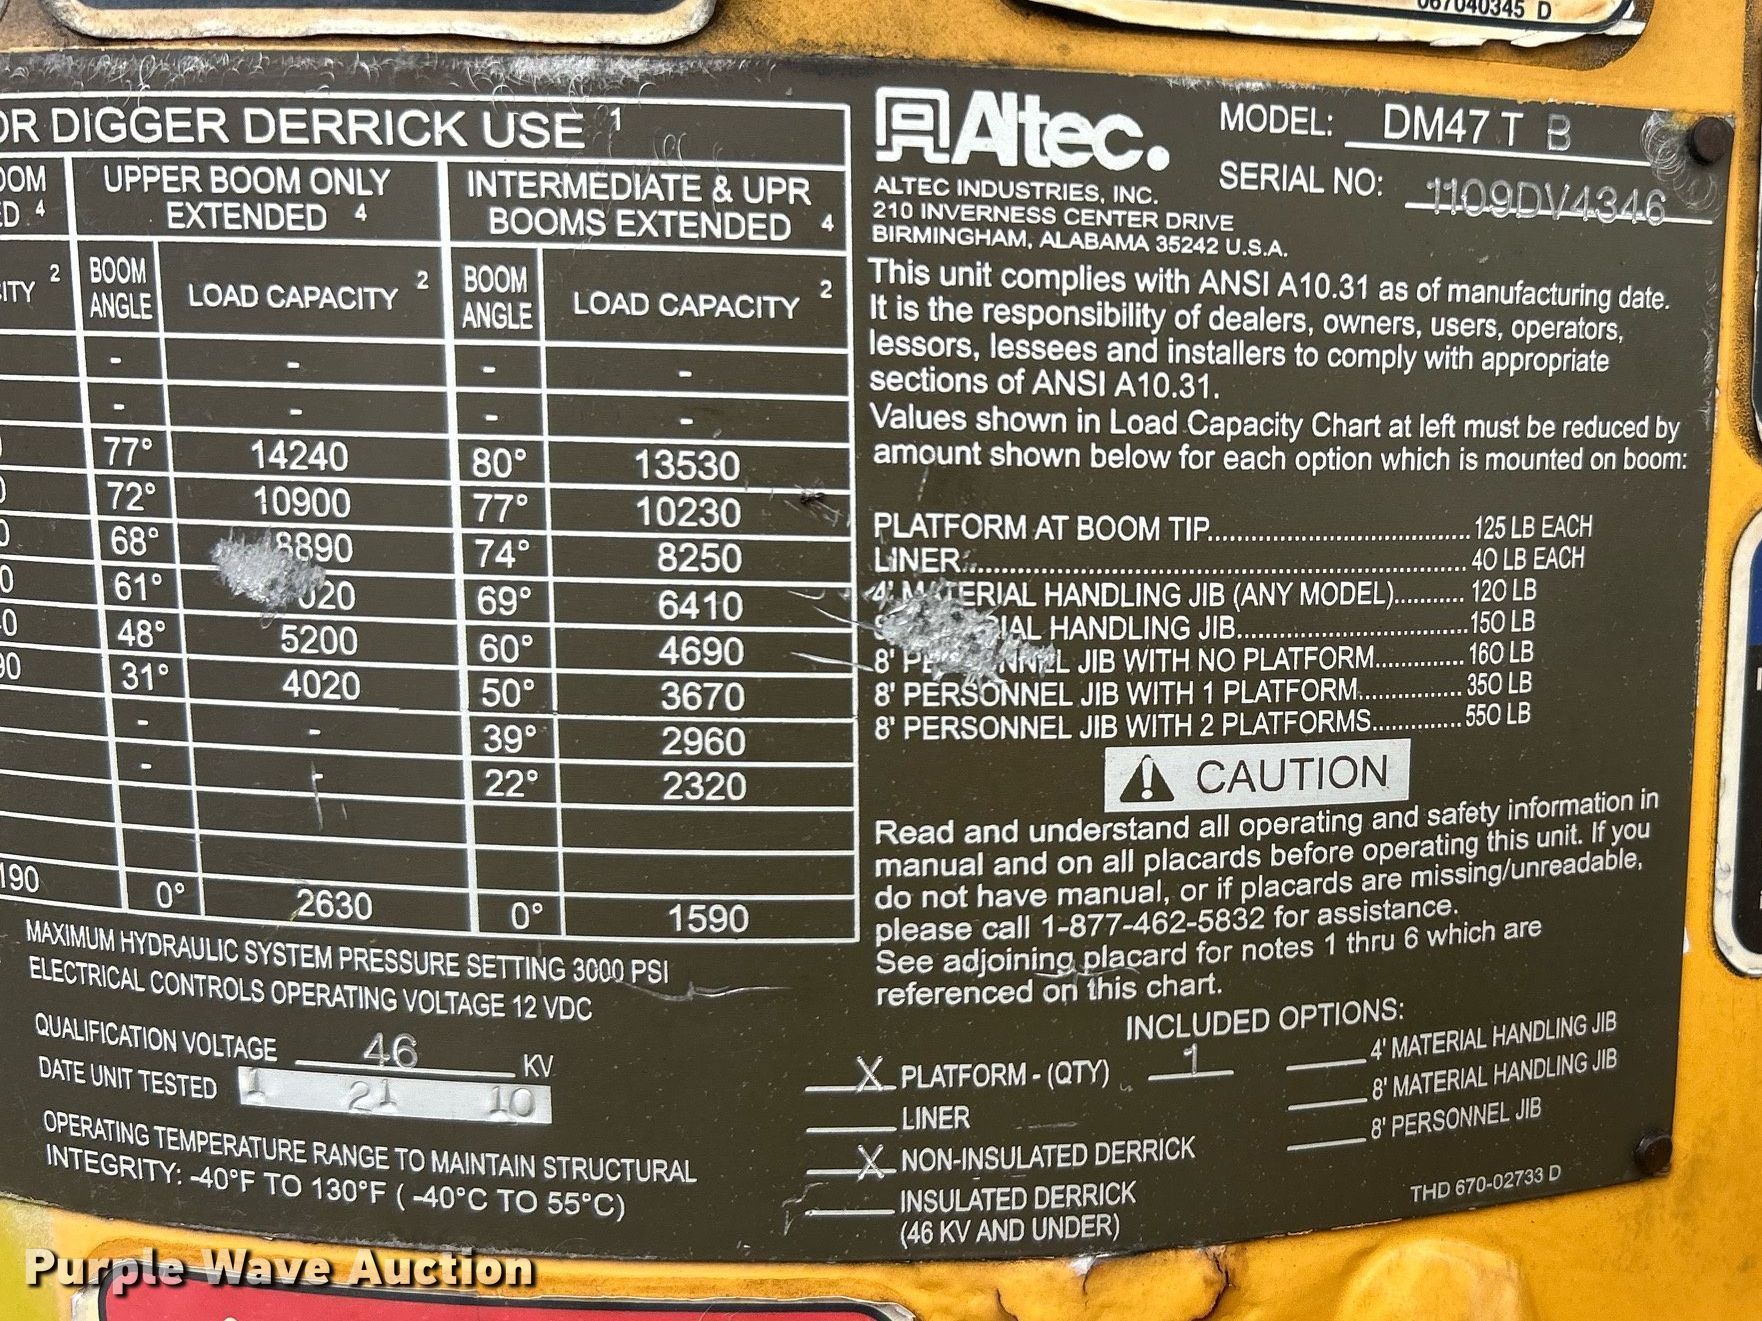 067040345 D
OR DIGGER DERRICK USE 1
UPPER BOOM ONLY
EXTENDED 4
INTERMEDIATE & UPR
BOOMS EXTENDED 4
BOOM
ANGLE
LOAD CAPACITY 2
BOOM
ANGLE
LOAD CAPACITY 2
- - - -
- - - -
77° 14240 80° 13530
72° 10900 77° 10230
68° 8890 74° 8250
61° 69° 6410
48° 5200 60° 4690
31° 4020 50° 3670
- - 39° 2960
- - 22° 2320
190 0° 2630 0° 1590
MAXIMUM HYDRAULIC SYSTEM PRESSURE SETTING 3000 PSI
ELECTRICAL CONTROLS OPERATING VOLTAGE 12 VDC
QUALIFICATION VOLTAGE 46 KV
DATE UNIT TESTED 1 21 10
OPERATING TEMPERATURE RANGE TO MAINTAIN STRUCTURAL
INTEGRITY: -40°F TO 130°F ( -40°C TO 55°C)
Altec.
MODEL: DM47 T B
SERIAL NO: 1109DV4346
ALTEC INDUSTRIES, INC.
210 INVERNESS CENTER DRIVE
BIRMINGHAM, ALABAMA 35242 U.S.A.
This unit complies with ANSI A10.31 as of manufacturing date.
It is the responsibility of dealers, owners, users, operators,
lessors, lessees and installers to comply with appropriate
sections of ANSI A10.31.
Values shown in Load Capacity Chart at left must be reduced by
amount shown below for each option which is mounted on boom:
PLATFORM AT BOOM TIP..................................... 125 LB EACH
LINER..................................................................... 40 LB EACH
4' MATERIAL HANDLING JIB (ANY MODEL)........... 120 LB
HANDLING JIB.................................150 LB
8' PERSONNEL JIB WITH NO PLATFORM.............. 160 LB
8' PERSONNEL JIB WITH 1 PLATFORM................ 350 LB
8' PERSONNEL JIB WITH 2 PLATFORMS.............. 550 LB
CAUTION
Read and understand all operating and safety information in
manual and on all placards before operating this unit. If you
do not have manual, or if placards are missing/unreadable,
please call 1-877-462-5832 for assistance.
See adjoining placard for notes 1 thru 6 which are
referenced on this chart.
INCLUDED OPTIONS:
X PLATFORM - (QTY) 1
LINER
X NON-INSULATED DERRICK
INSULATED DERRICK
(46 KV AND UNDER)
4' MATERIAL HANDLING JIB
8' MATERIAL HANDLING JIB
8' PERSONNEL JIB
THD 670-02733 D
Purple Wave Auction